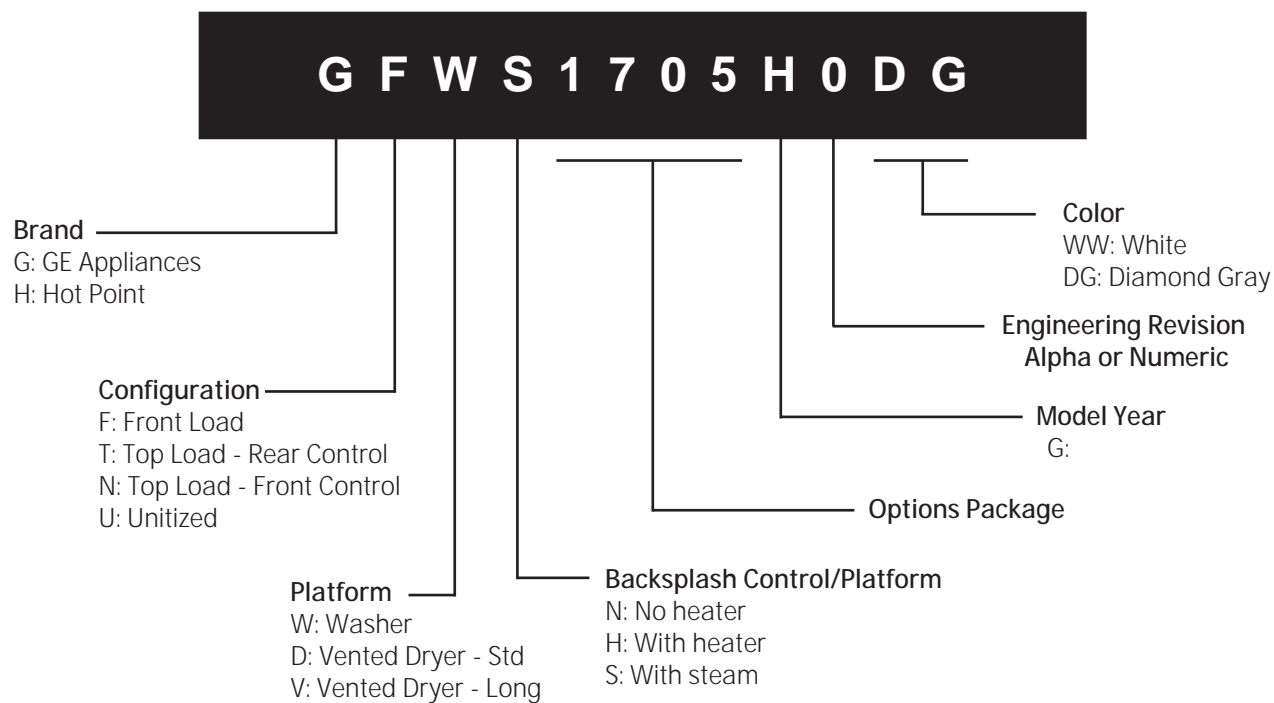 G F W S 1 7 0 5 H 0 D G
Brand
G: GE Appliances
H: Hot Point
Configuration
F: Front Load
T: Top Load - Rear Control
N: Top Load - Front Control
U: Unitized
Platform
W: Washer
D: Vented Dryer - Std
V: Vented Dryer - Long
Backsplash Control/Platform
N: No heater
H: With heater
S: With steam
Options Package
Model Year
G:
Engineering Revision
Alpha or Numeric
Color
WW: White
DG: Diamond Gray